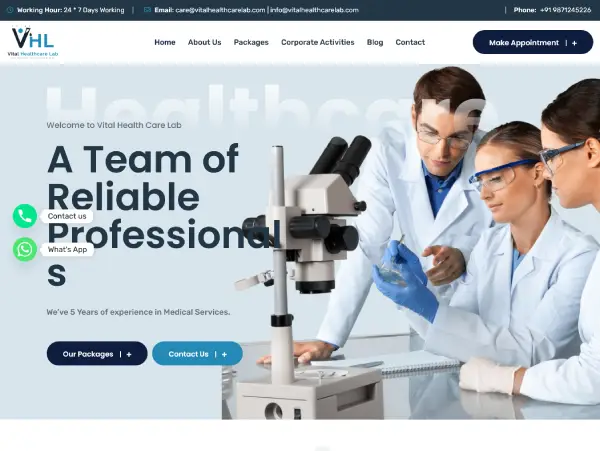 Working Hour: 24 * 7 Days Working | Email: care@vitalhealthcarelab.com | info@vitalhealthcarelab.com | Phone: +91 9871245226
VHL
Vital Healthcare Lab
Home About Us Packages Corporate Activities Blog Contact
Make Appointment | +
Healthcare
Welcome to Vital Health Care Lab
A Team of
Reliable
Professional
s
Contact us
What's App
We've 5 Years of experience in Medical Services.
Our Packages | +
Contact Us | +